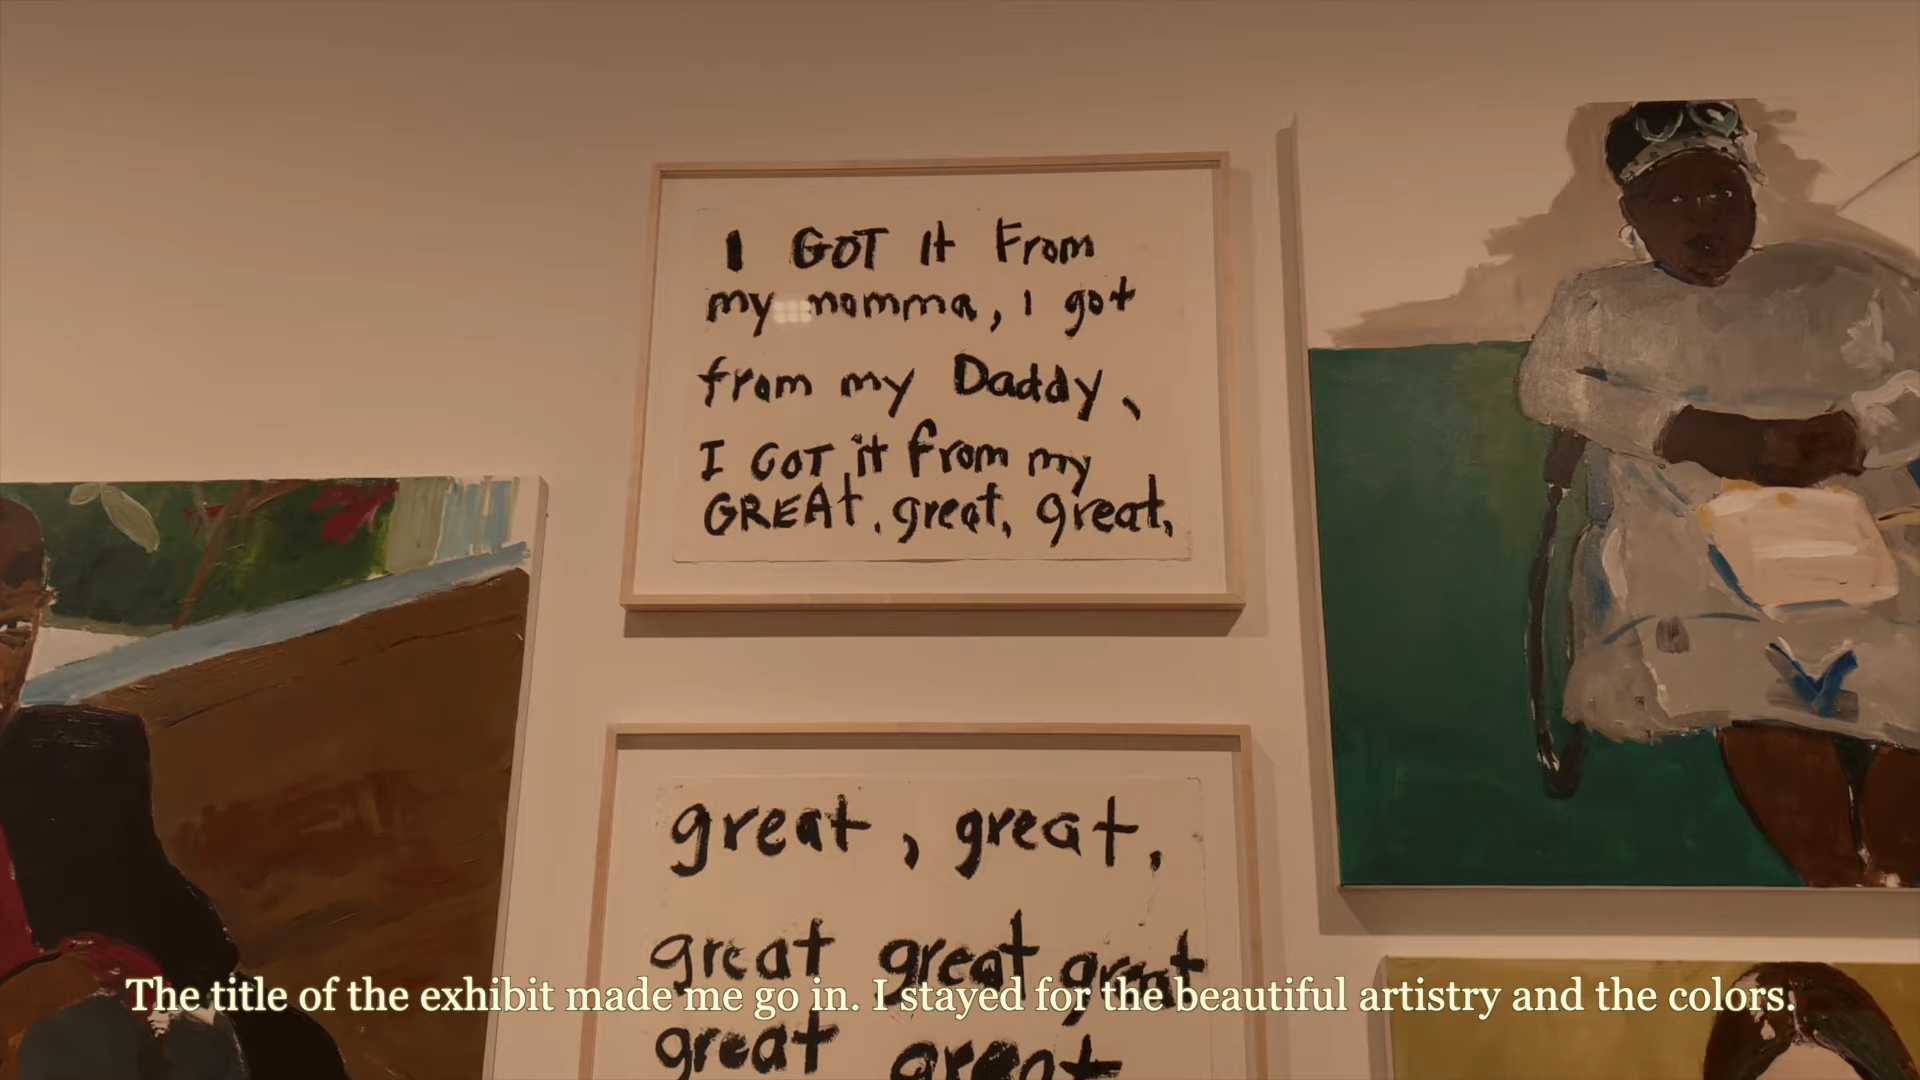 I GOT It From
my momma, I got
from my Daddy,
I GOT it from my
GREAt, great, great,
great, great,
great great great
great great
The title of the exhibit made me go in. I stayed for the beautiful artistry and the colors.